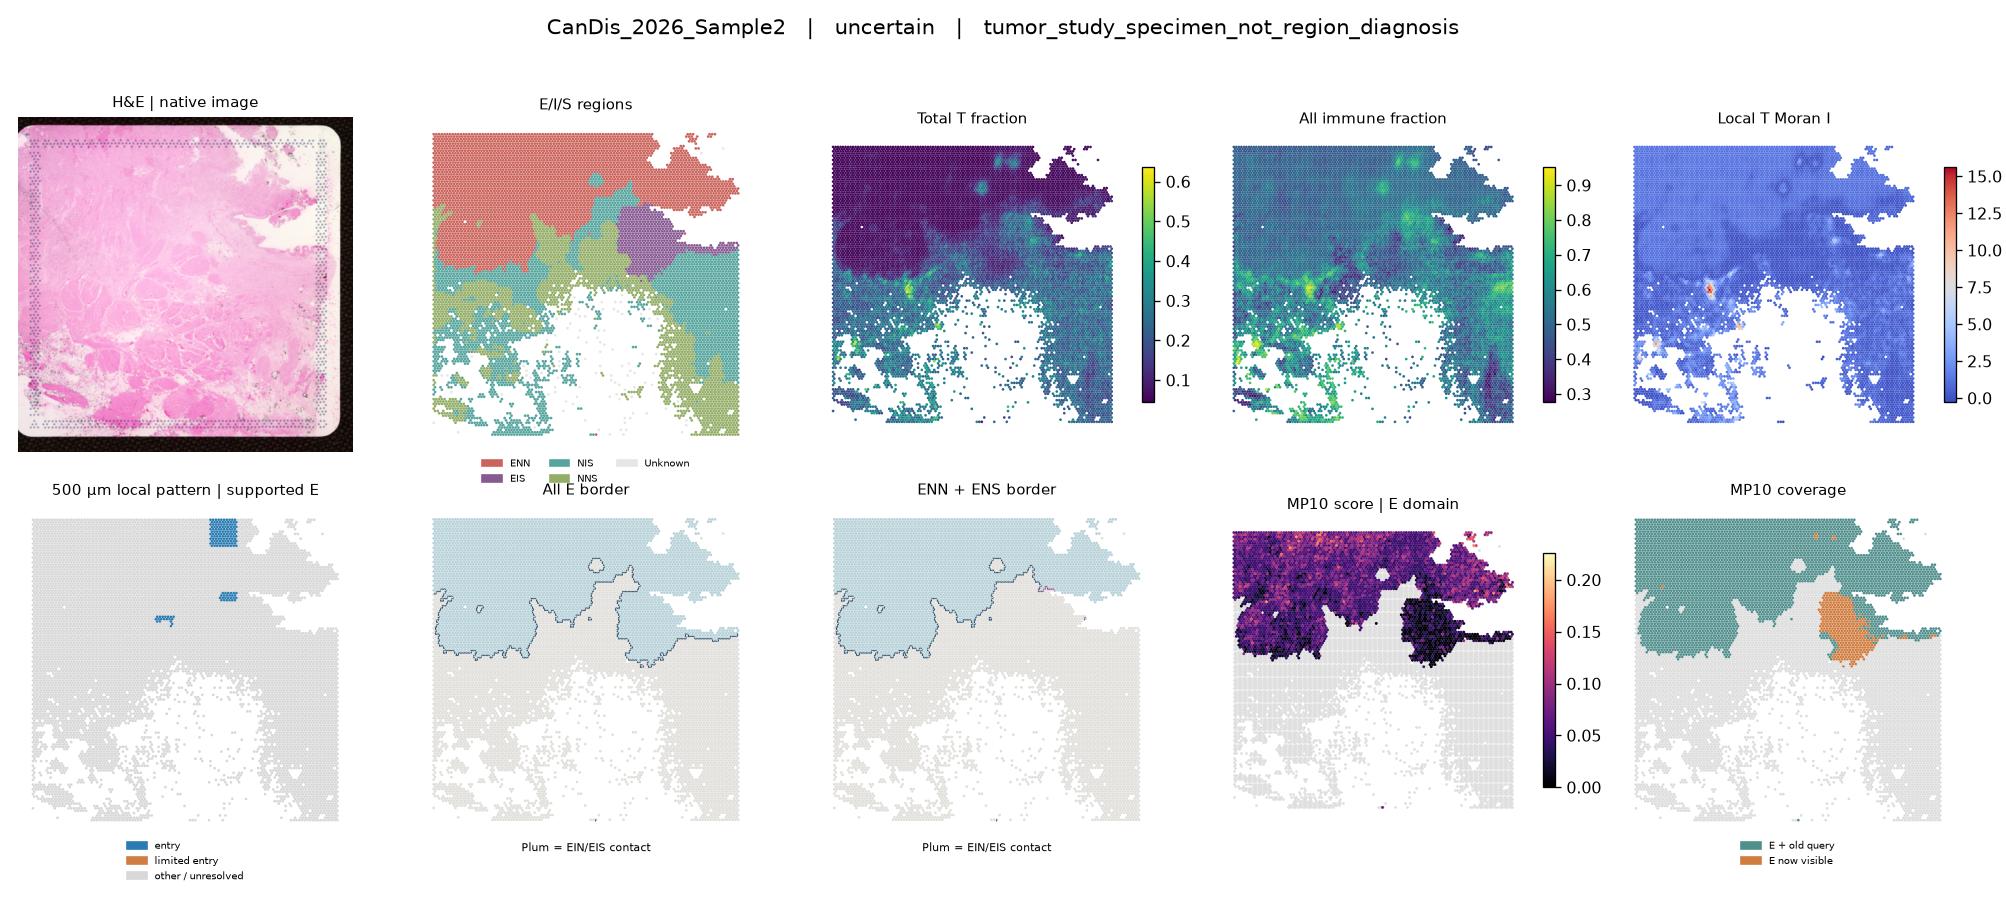 CanDis_2026_Sample2 | uncertain | tumor_study_specimen_not_region_diagnosis
H&E | native image
E/I/S regions
ENN
NIS
Unknown
EIS
NNS
Total T fraction
0.6
0.5
0.4
0.3
0.2
0.1
All immune fraction
0.9
0.8
0.7
0.6
0.5
0.4
0.3
Local T Moran I
15.0
12.5
10.0
7.5
5.0
2.5
0.0
500 µm local pattern | supported E
entry
limited entry
other / unresolved
All E border
Plum = EIN/EIS contact
ENN + ENS border
Plum = EIN/EIS contact
MP10 score | E domain
0.20
0.15
0.10
0.05
0.00
MP10 coverage
E + old query
E now visible